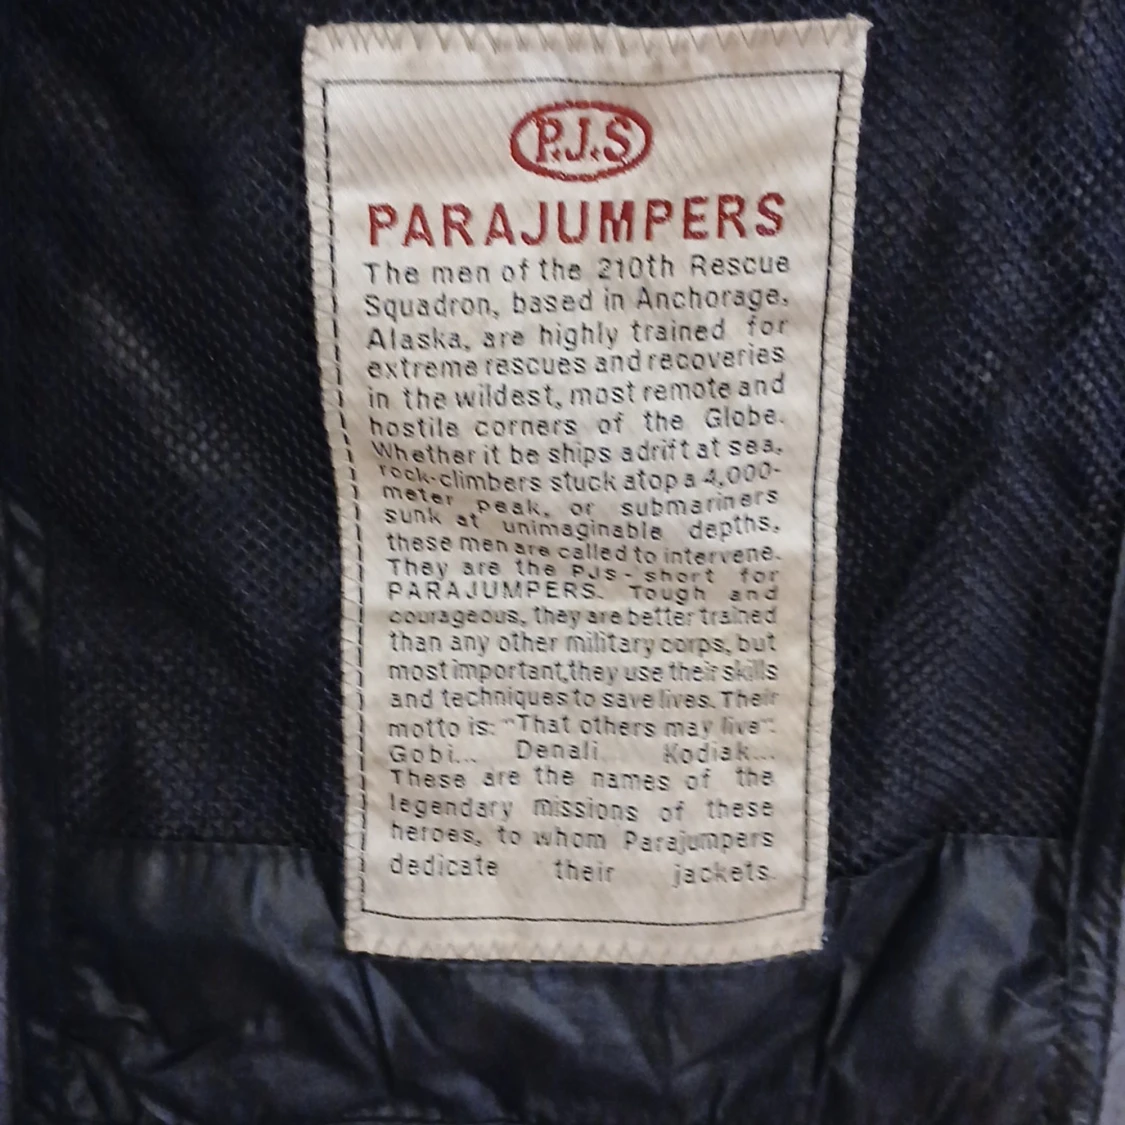 P.J.S
PARAJUMPERS
The men of the 210th Rescue
Squadron, based in Anchorage,
Alaska, are highly trained for
extreme rescues and recoveries
in the wildest, most remote and
hostile corners of the Globe.
Whether it be ships adrift at sea,
rock-climbers stuck atop a 4,000-
meter peak, or submariners
sunk at unimaginable depths,
these men are called to intervene.
They are the PJs - short for
PARAJUMPERS. Tough and
courageous, they are better trained
than any other military corps, but
most important,they use their skills
and techniques to save lives. Their
motto is: "That others may live".
Gobi... Denali... Kodiak...
These are the names of the
legendary missions of these
heroes, to whom Parajumpers
dedicate their jackets.